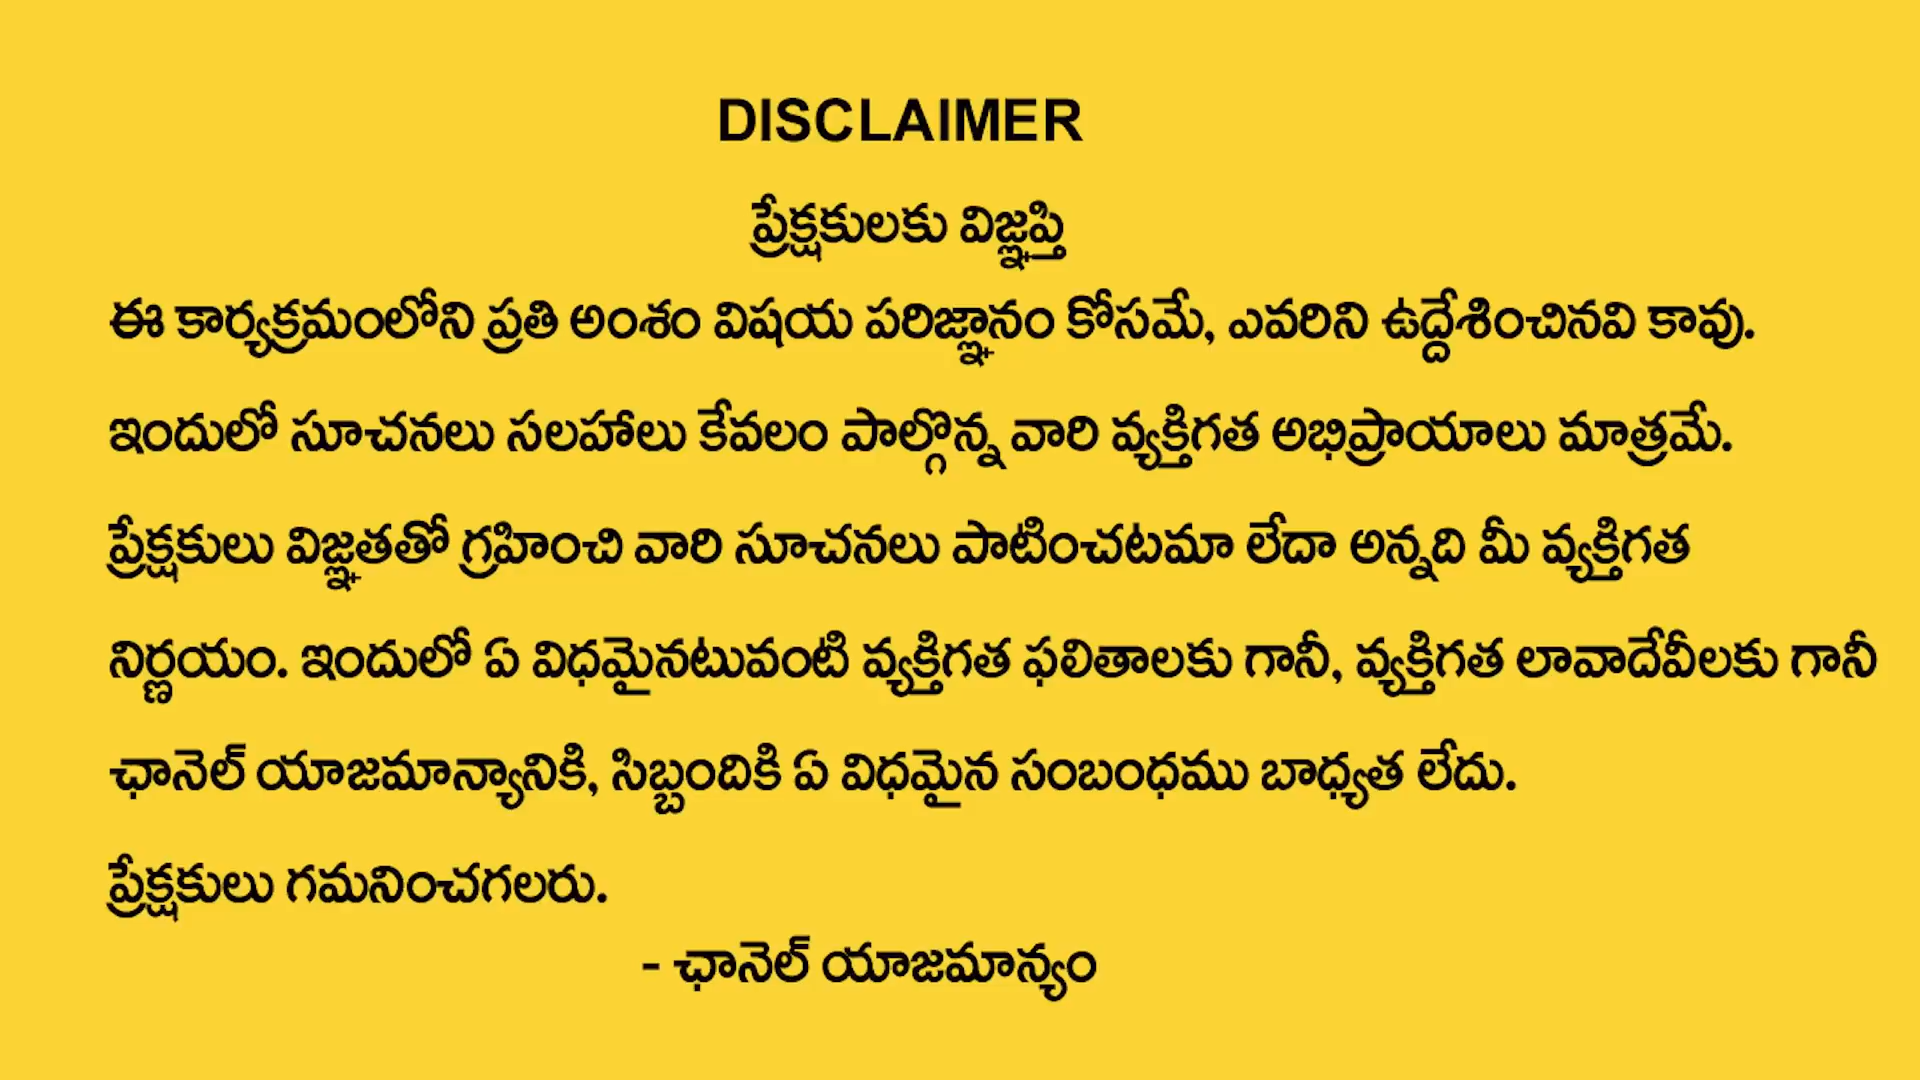 DISCLAIMER
ప్రేక్షకులకు విజ్ఞప్తి
ఈ కార్యక్రమంలోని ప్రతి అంశం విషయ పరిజ్ఞానం కోసమే, ఎవరిని ఉద్దేశించినవి కావు.
ఇందులో సూచనలు సలహాలు కేవలం పాల్గొన్న వారి వ్యక్తిగత అభిప్రాయాలు మాత్రమే.
ప్రేక్షకులు విజ్ఞతతో గ్రహించి వారి సూచనలు పాటించటమా లేదా అన్నది మీ వ్యక్తిగత
నిర్ణయం. ఇందులో ఏ విధమైనటువంటి వ్యక్తిగత ఫలితాలకు గానీ, వ్యక్తిగత లావాదేవీలకు గానీ
ఛానెల్ యాజమాన్యానికి, సిబ్బందికి ఏ విధమైన సంబంధము బాధ్యత లేదు.
ప్రేక్షకులు గమనించగలరు.
- ఛానెల్ యాజమాన్యం